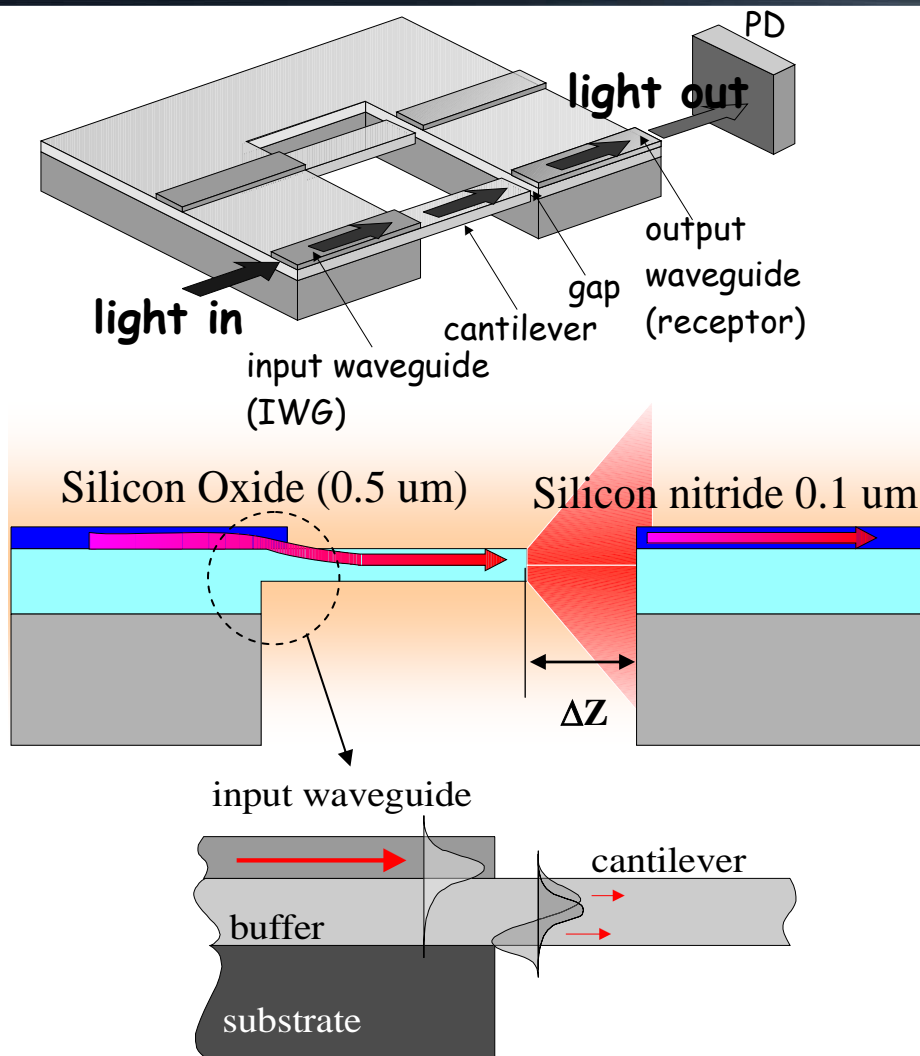 PD
light out
output
waveguide
(receptor)
gap
cantilever
light in
input waveguide
(IWG)
Silicon Oxide (0.5 um)
Silicon nitride 0.1 um
ΔZ
input waveguide
cantilever
buffer
substrate